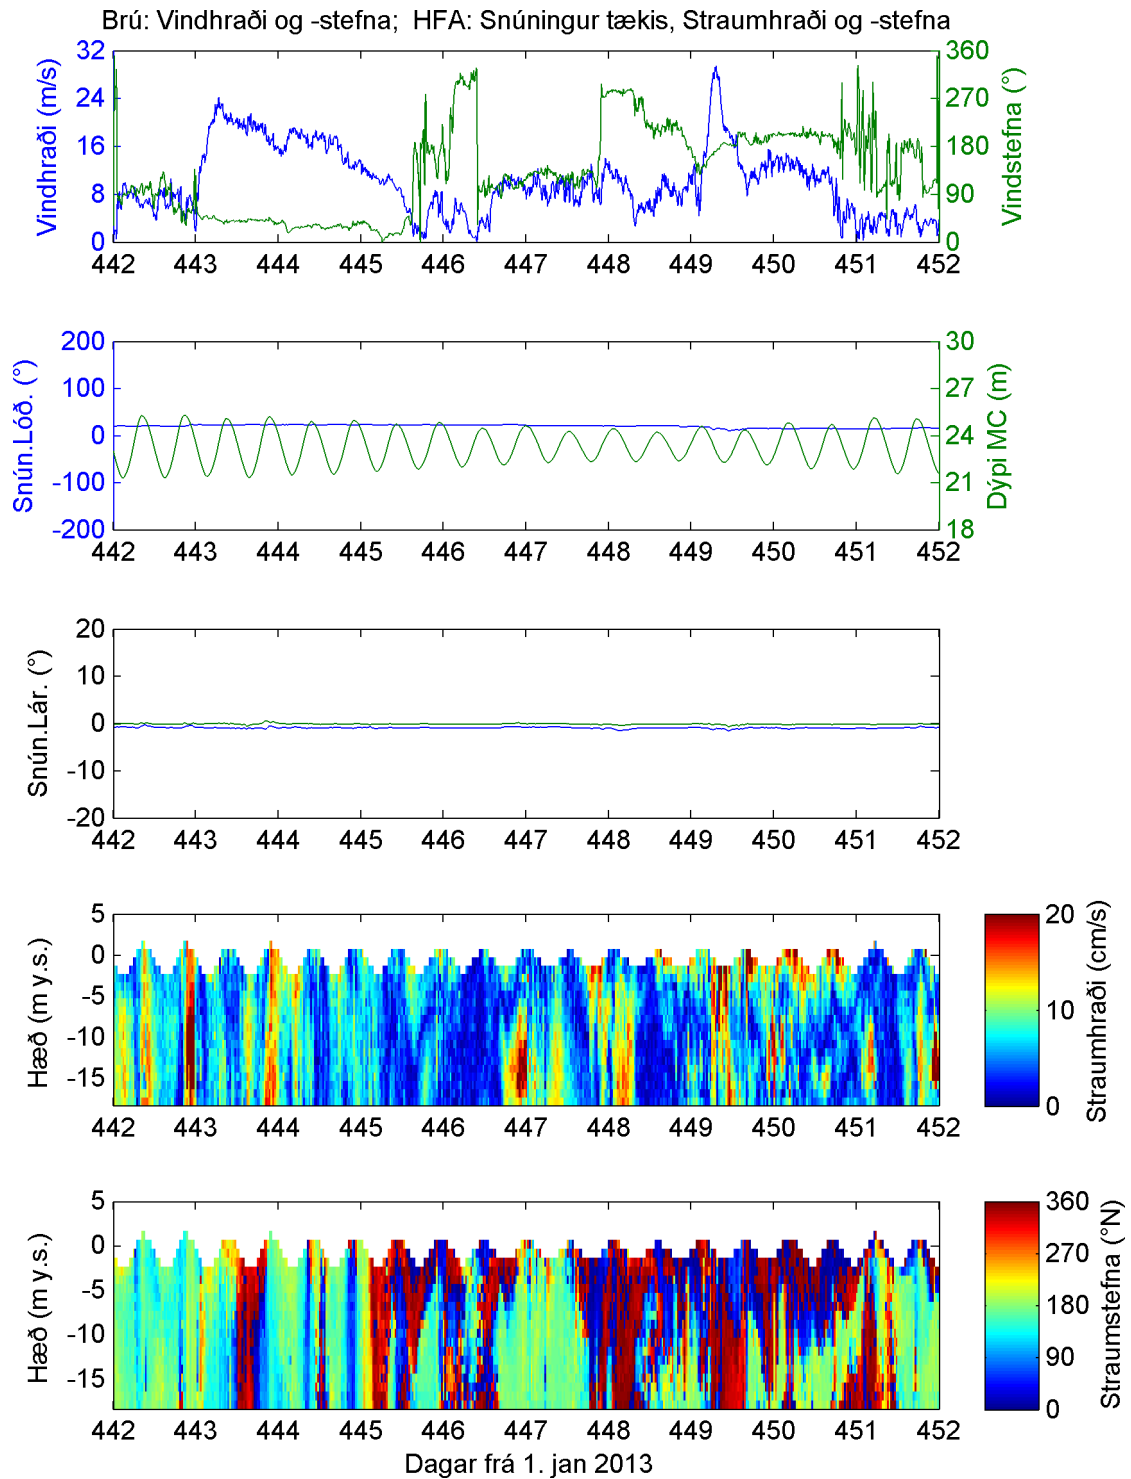 Brú: Vindhraði og -stefna;  HFA: Snúningur tækis, Straumhraði og -stefna
Vindhraði (m/s)
32
24
16
8
0
360
270
180
90
0
Vindstefna (°)
442 443 444 445 446 447 448 449 450 451 452
Snún.Lóð. (°)
200
100
0
-100
-200
30
27
24
21
18
Dýpi MC (m)
442 443 444 445 446 447 448 449 450 451 452
Snún.Lár. (°)
20
10
0
-10
-20
442 443 444 445 446 447 448 449 450 451 452
Hæð (m y.s.)
5
0
-5
-10
-15
442 443 444 445 446 447 448 449 450 451 452
20
10
0
Straumhraði (cm/s)
Hæð (m y.s.)
5
0
-5
-10
-15
442 443 444 445 446 447 448 449 450 451 452
360
270
180
90
0
Straumstefna (°N)
Dagar frá 1. jan 2013